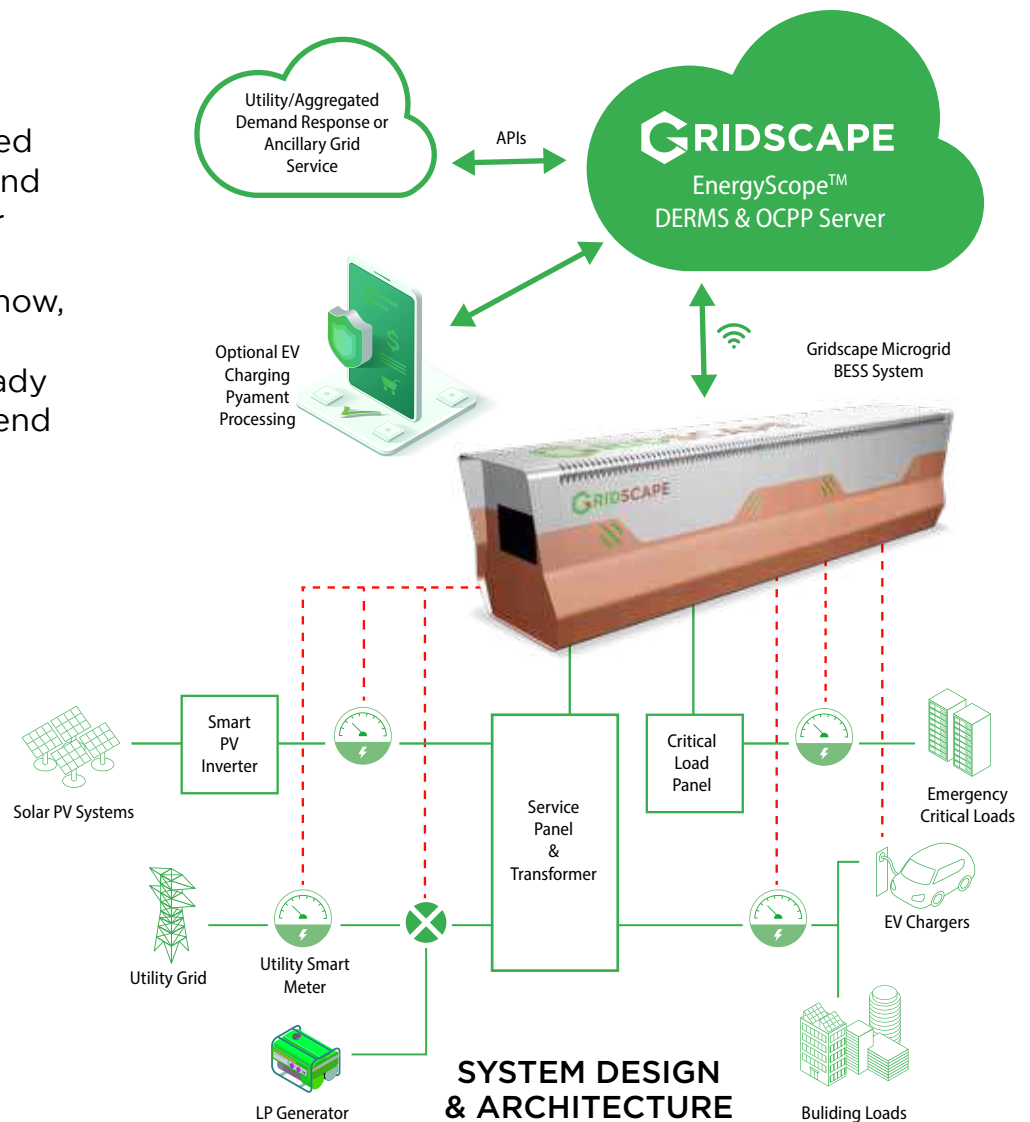 ed
nd
r
now,
ady
end
Utility/Aggregated
Demand Response or
Ancillary Grid
Service
APIs
GRIDSCAPE
EnergyScope™
DERMS & OCPP Server
Optional EV
Charging
Pyament
Processing
Gridscape Microgrid
BESS System
GRIDSCAPE
Smart
PV
Inverter
Solar PV Systems
Service
Panel
&
Transformer
Critical
Load
Panel
Emergency
Critical Loads
Utility Grid
Utility Smart
Meter
EV Chargers
LP Generator
SYSTEM DESIGN
& ARCHITECTURE
Buliding Loads